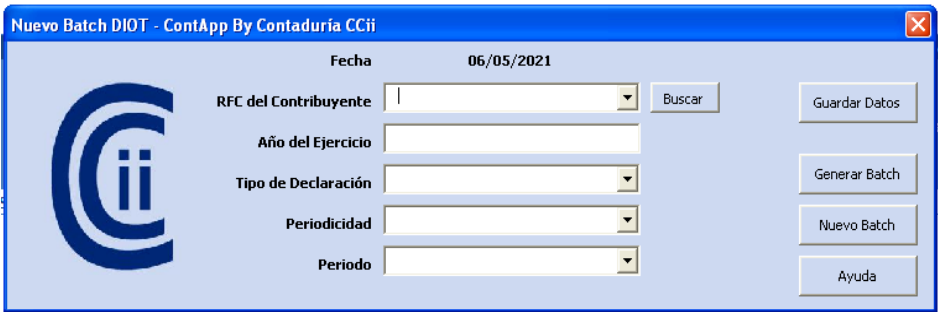 Nuevo Batch DIOT - ContApp By Contaduría CCii
Fecha 06/05/2021
RFC del Contribuyente Buscar
Guardar Datos
Año del Ejercicio
Tipo de Declaración
Generar Batch
Periodicidad
Nuevo Batch
Periodo
Ayuda
CCii